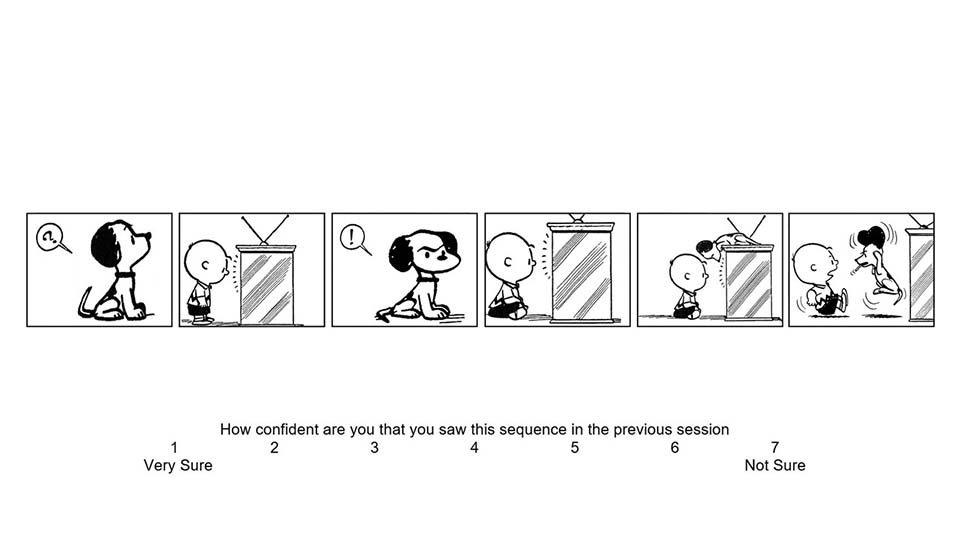 ?
!
How confident are you that you saw this sequence in the previous session
1 2 3 4 5 6 7
Very Sure Not Sure